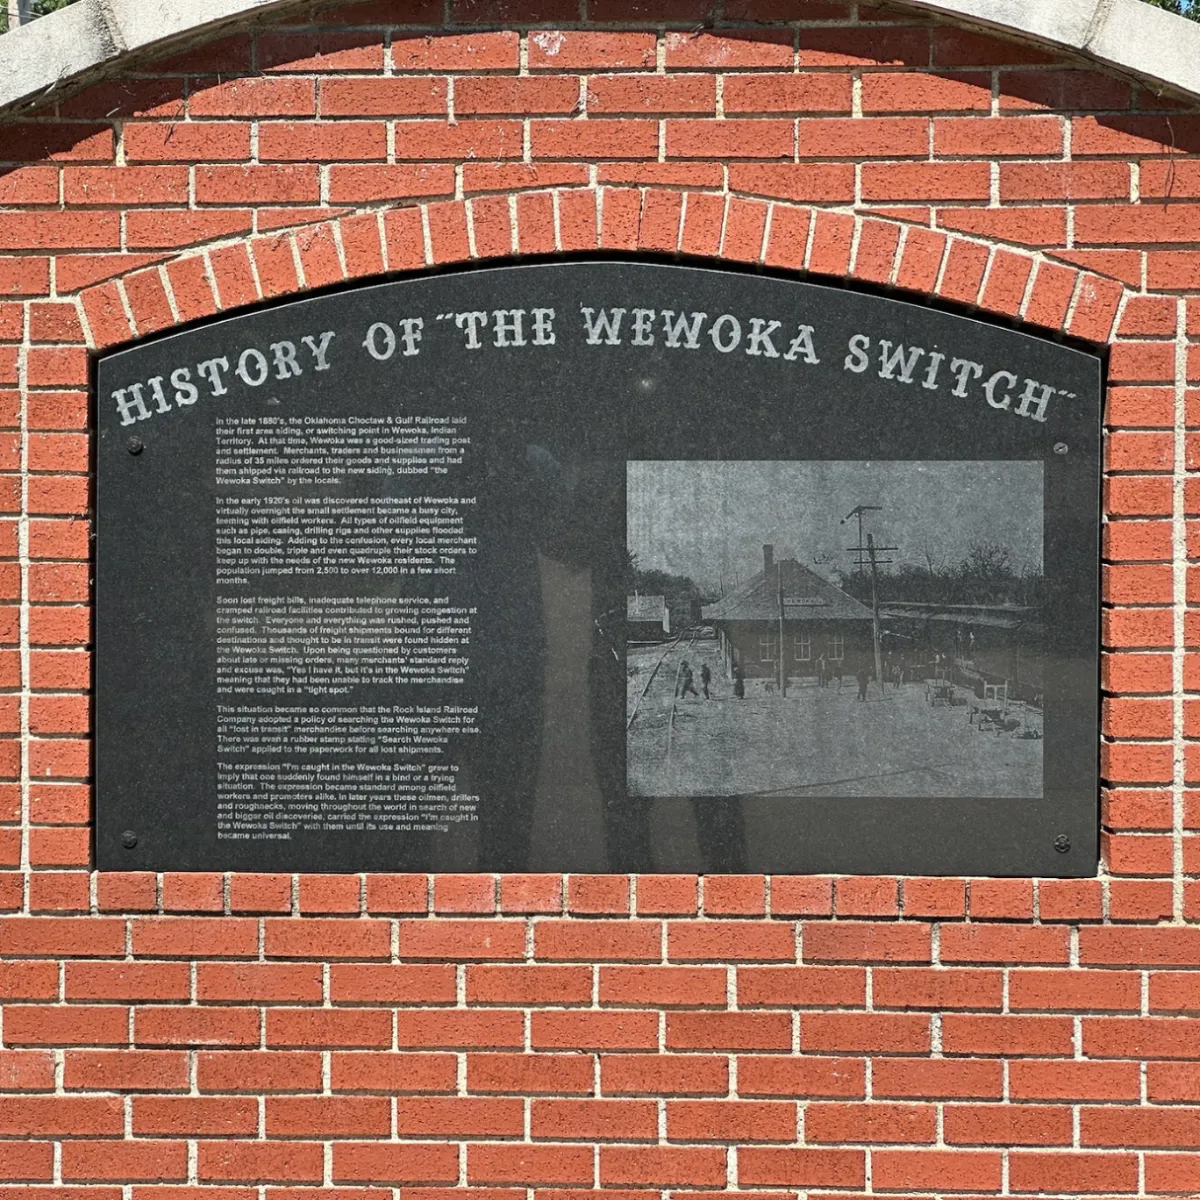 HISTORY OF "THE WEWOKA SWITCH"
In the late 1880's, the Oklahoma Choctaw & Gulf Railroad laid
their first area siding, or switching point in Wewoka, Indian
Territory. At that time, Wewoka was a good-sized trading post
and settlement. Merchants, traders and businessmen from a
radius of 35 miles ordered their goods and supplies and had
them shipped via railroad to the new siding, dubbed "the
Wewoka Switch" by the locals.
In the early 1920's oil was discovered southeast of Wewoka and
virtually overnight the small settlement became a busy city,
teeming with oilfield workers. All types of oilfield equipment
such as pipe, casing, drilling rigs and other supplies flooded
this local siding. Adding to the confusion, every local merchant
began to double, triple and even quadruple their stock orders to
keep up with the needs of the new Wewoka residents. The
population jumped from 2,500 to over 12,000 in a few short
months.
Soon lost freight bills, inadequate telephone service, and
cramped railroad facilities contributed to growing congestion at
the switch. Everyone and everything was rushed, pushed and
confused. Thousands of freight shipments bound for different
destinations and thought to be in transit were found hidden at
the Wewoka Switch. Upon being questioned by customers
about late or missing orders, many merchants' standard reply
and excuse was, "Yes I have it, but it's in the Wewoka Switch"
meaning that they had been unable to track the merchandise
and were caught in a "tight spot."
This situation became so common that the Rock Island Railroad
Company adopted a policy of searching the Wewoka Switch for
all "lost in transit" merchandise before searching anywhere else.
There was even a rubber stamp stating "Search Wewoka
Switch" applied to the paperwork for all lost shipments.
The expression "I'm caught in the Wewoka Switch" grew to
imply that one suddenly found himself in a bind or a trying
situation. The expression became standard among oilfield
workers and promoters alike. In later years these oilmen, drillers
and roughnecks, moving throughout the world in search of new
and bigger oil discoveries, carried the expression "I'm caught in
the Wewoka Switch" with them until its use and meaning
became universal.